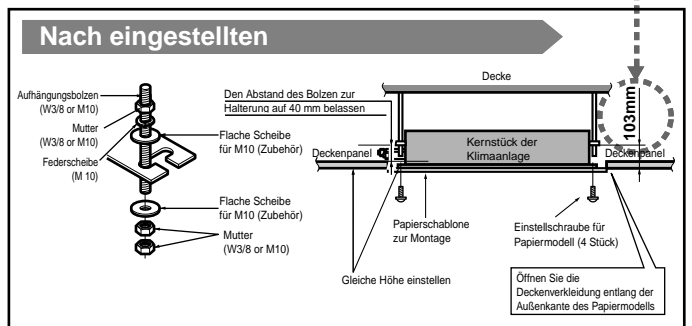 Nach eingestellten
Aufhängungsbolzen
(W3/8 or M10)
Mutter
(W3/8 or M10)
Federscheibe
(M 10)
Flache Scheibe
für M10 (Zubehör)
Flache Scheibe
für M10 (Zubehör)
Mutter
(W3/8 or M10)
Den Abstand des Bolzen zur
Halterung auf 40 mm belassen
Decke
103mm
Kernstück der
Klimaanlage
Deckenpanel
Deckenpanel
Papierschablone
zur Montage
Einstellschraube für
Papiermodell (4 Stück)
Gleiche Höhe einstellen
Öffnen Sie die
Deckenverkleidung entlang der
Außenkante des Papiermodells